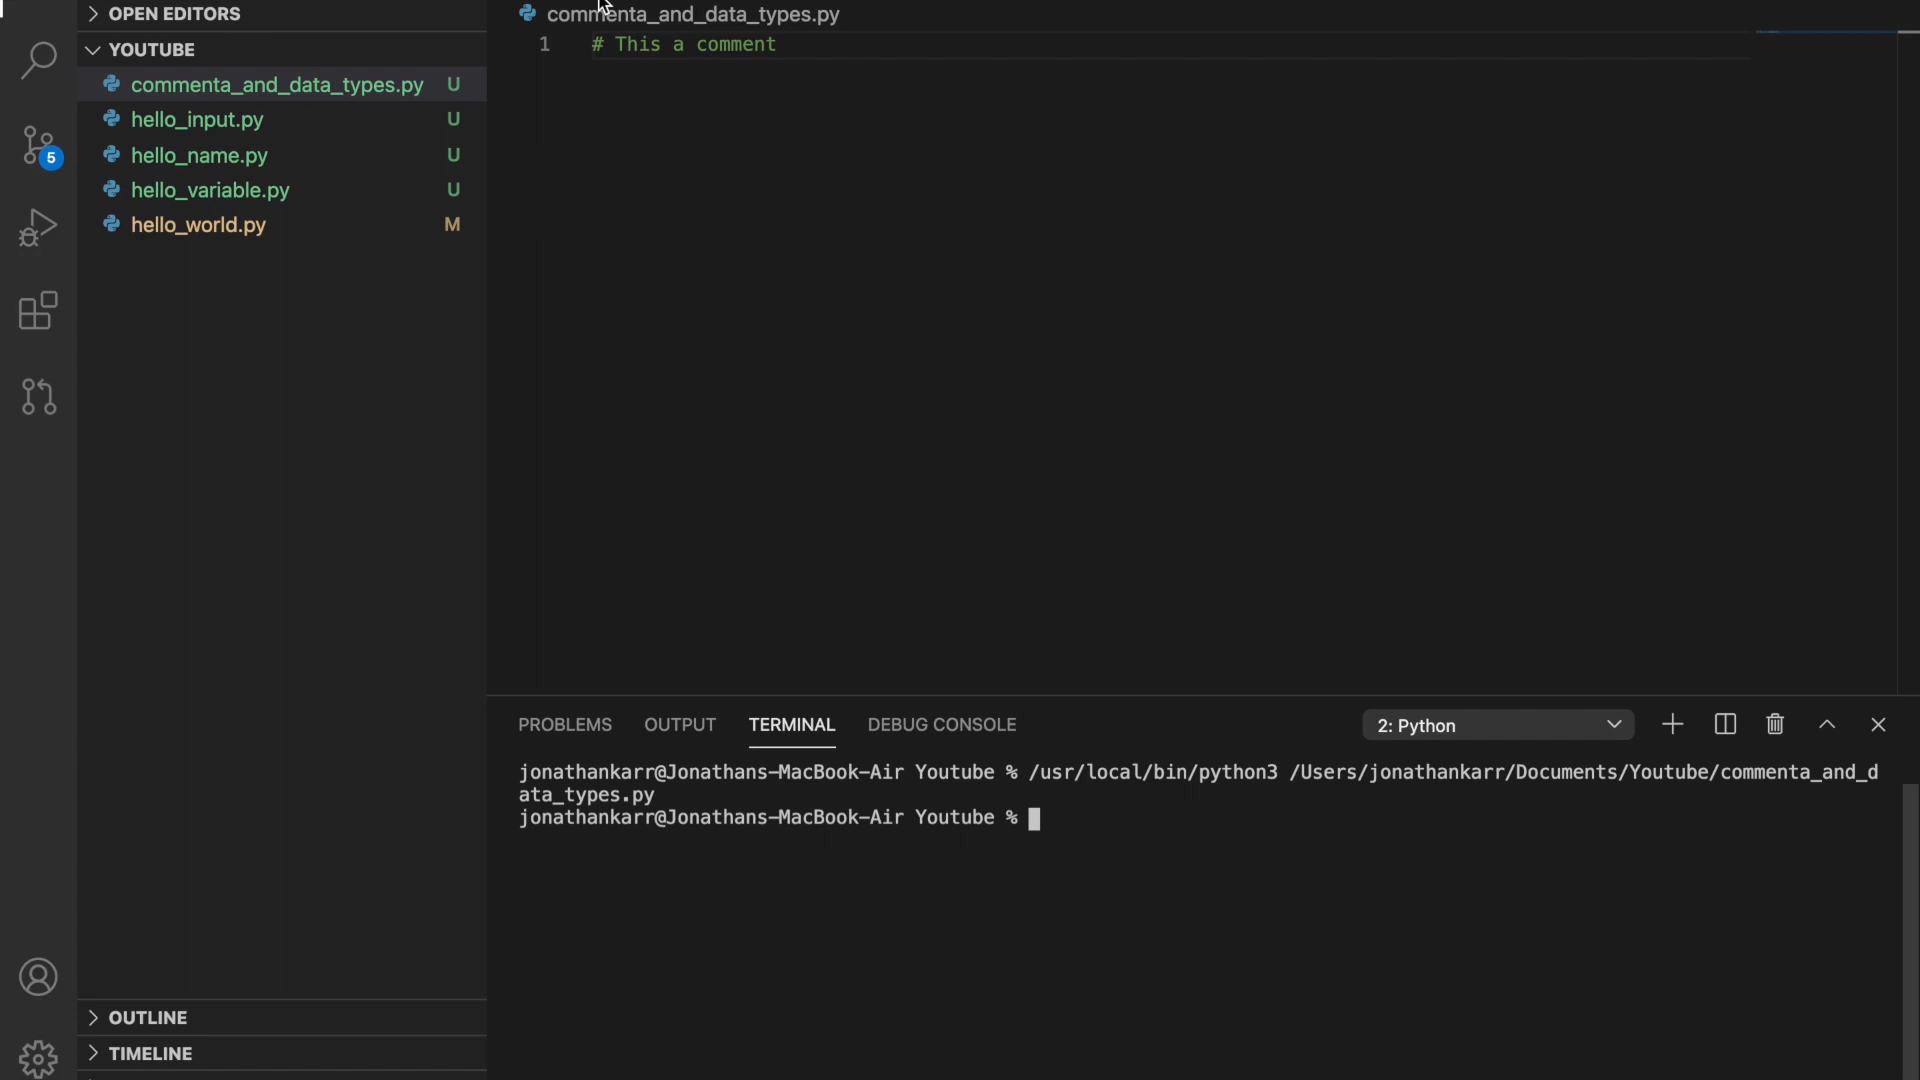 OPEN EDITORS
YOUTUBE
commenta_and_data_types.py U
hello_input.py U
hello_name.py U
hello_variable.py U
hello_world.py M
5
OUTLINE
TIMELINE
commenta_and_data_types.py
1 # This a comment
PROBLEMS OUTPUT TERMINAL DEBUG CONSOLE 2: Python
jonathankarr@Jonathans-MacBook-Air Youtube % /usr/local/bin/python3 /Users/jonathankarr/Documents/Youtube/commenta_and_d
ata_types.py
jonathankarr@Jonathans-MacBook-Air Youtube %